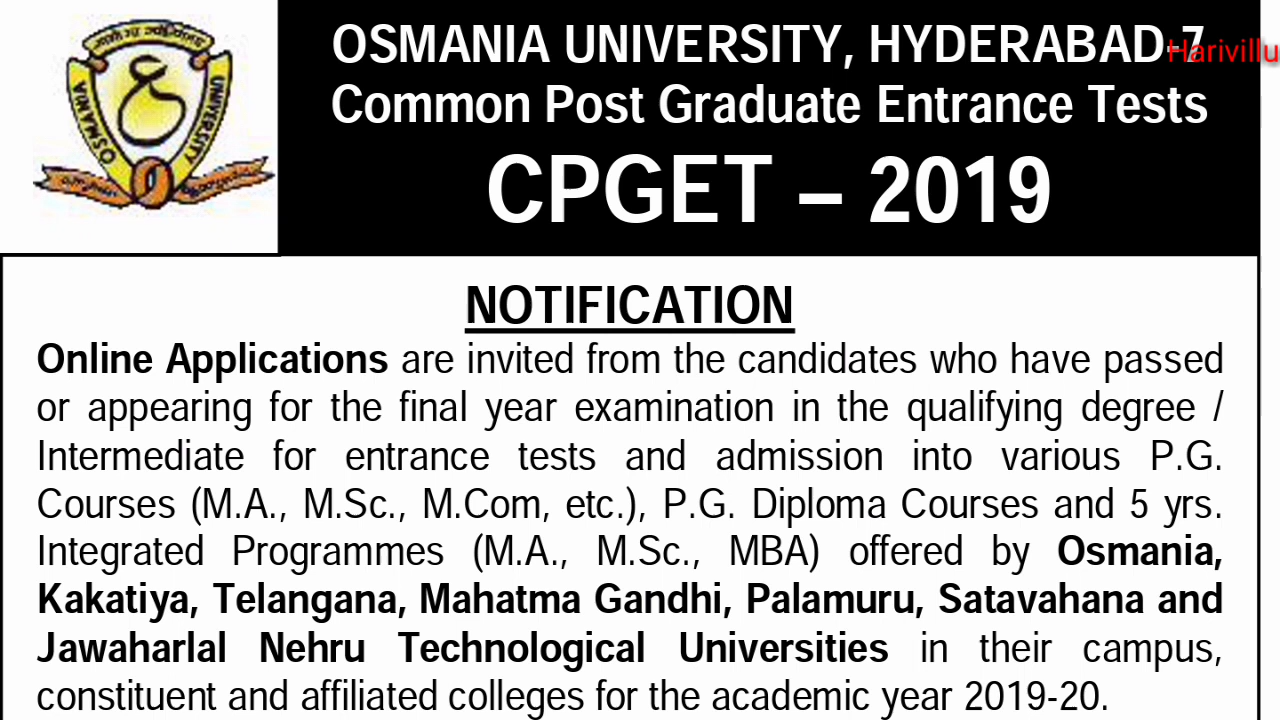 OSMANIA UNIVERSITY, HYDERABAD-7
Harivillu
Common Post Graduate Entrance Tests
CPGET – 2019
OSMANIA
UNIVERSITY
NOTIFICATION
Online Applications are invited from the candidates who have passed
or appearing for the final year examination in the qualifying degree /
Intermediate for entrance tests and admission into various P.G.
Courses (M.A., M.Sc., M.Com, etc.), P.G. Diploma Courses and 5 yrs.
Integrated Programmes (M.A., M.Sc., MBA) offered by Osmania,
Kakatiya, Telangana, Mahatma Gandhi, Palamuru, Satavahana and
Jawaharlal Nehru Technological Universities in their campus,
constituent and affiliated colleges for the academic year 2019-20.